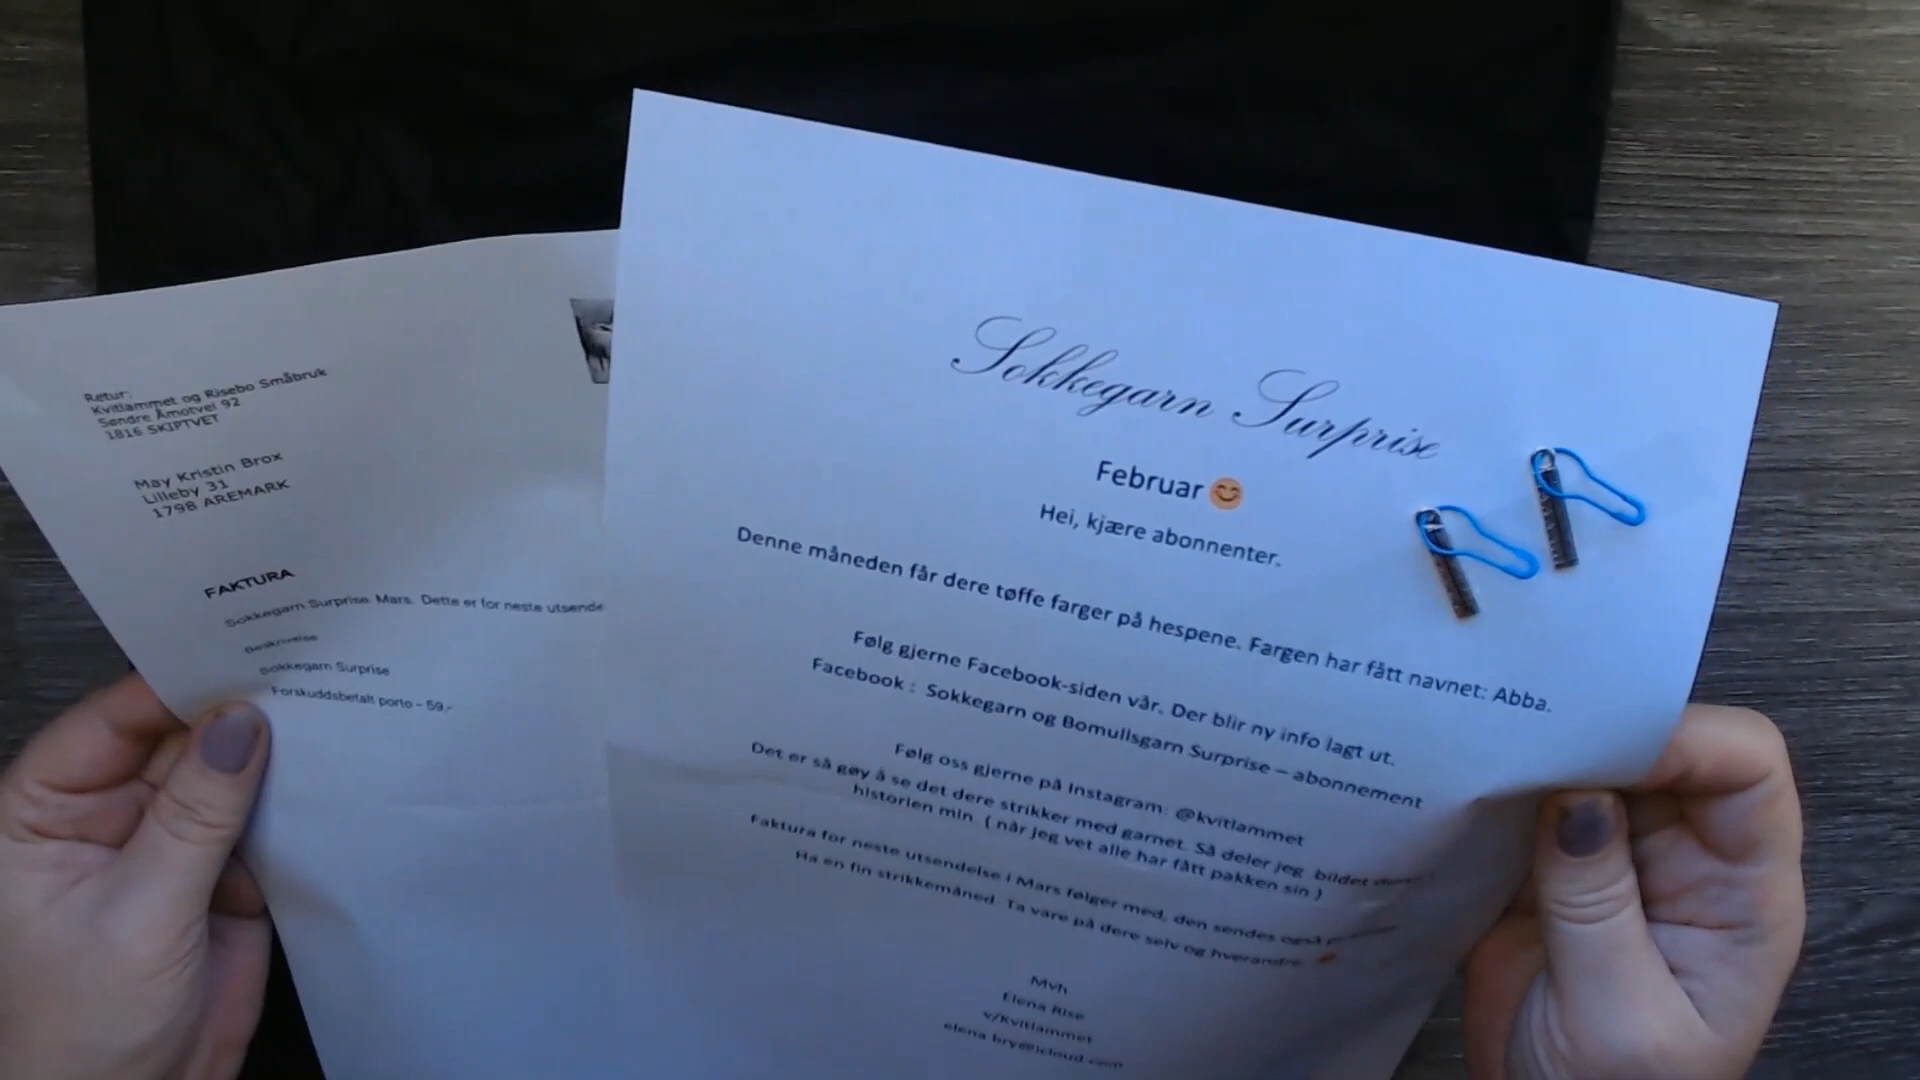 Retur:
Kvitlammet og Risebo Småbruk
Søndre Åmotvei 92
1816 SKIPTVET
May Kristin Brox
Lilleby 31
1798 AREMARK
FAKTURA
Sokkegarn Surprise. Mars. Dette er for neste utsende
Beskrivelse
Sokkegarn Surprise
Forskuddsbetalt porto - 59,-
Sokkegarn Surprise
Februar 😊
Hei, kjære abonnenter.
Denne måneden får dere tøffe farger på hespene. Fargen har fått navnet: Abba.
Følg gjerne Facebook-siden vår. Der blir ny info lagt ut.
Facebook : Sokkegarn og Bomullsgarn Surprise – abonnement
Følg oss gjerne på Instagram: @kvitlammet
Det er så gøy å se det dere strikker med garnet. Så deler jeg bildet
historien min. ( når jeg vet alle har fått pakken sin )
Faktura for neste utsendelse i Mars følger med, den sendes også
Ha en fin strikkemåned. Ta vare på dere selv og hverandre.
Mvh
Elena Rise
v/Kvitlammet
elena.bry@icloud.com